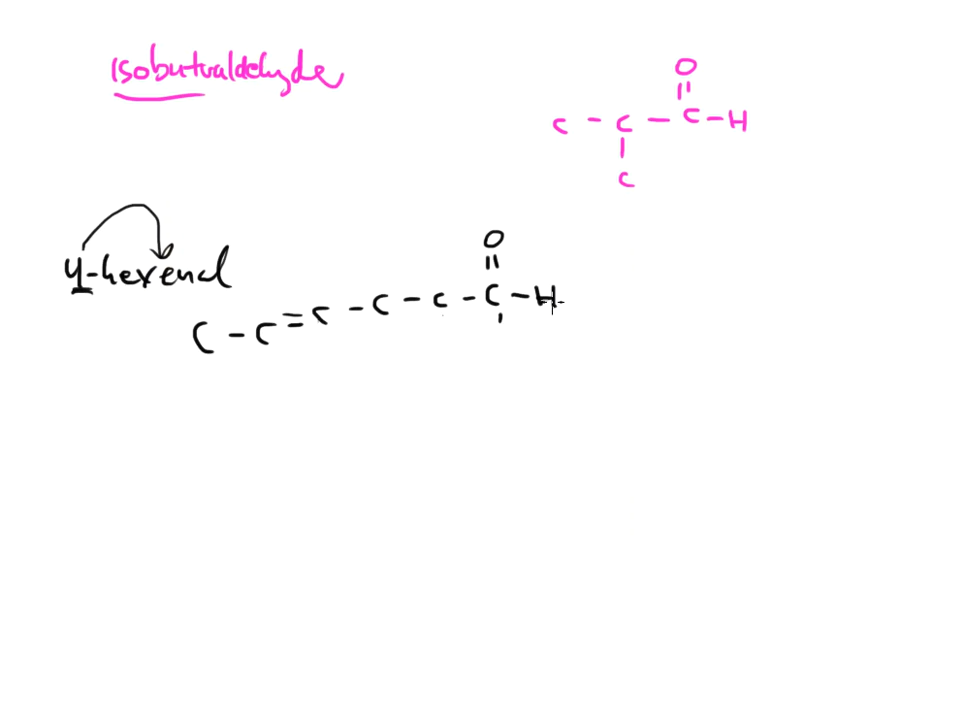 isobutyraldehyde
O
||
C - C - C - H
|
C
4-hexenal
O
||
C - C = C - C - C - C - H